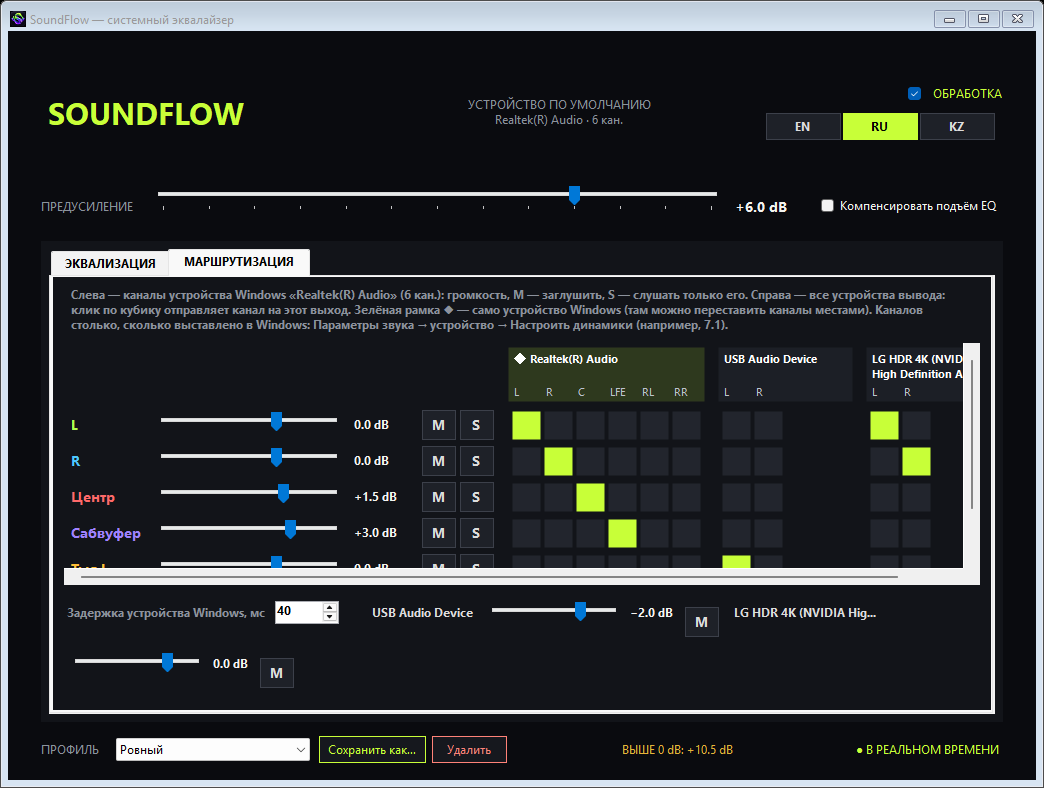 SoundFlow — системный эквалайзер
SOUNDFLOW
УСТРОЙСТВО ПО УМОЛЧАНИЮ
Realtek(R) Audio · 6 кан.
ОБРАБОТКА
EN RU KZ
ПРЕДУСИЛЕНИЕ
+6.0 dB
Компенсировать подъём EQ
ЭКВАЛИЗАЦИЯ МАРШРУТИЗАЦИЯ
Слева — каналы устройства Windows «Realtek(R) Audio» (6 кан.): громкость, M — заглушить, S — слушать только его. Справа — все устройства вывода:
клик по кубику отправляет канал на этот выход. Зелёная рамка ◆ — само устройство Windows (там можно переставить каналы местами). Каналов
столько, сколько выставлено в Windows: Параметры звука → устройство → Настроить динамики (например, 7.1).
◆ Realtek(R) Audio
L R C LFE RL RR
USB Audio Device
L R
LG HDR 4K (NVID
High Definition A
L R
L 0.0 dB M S
R 0.0 dB M S
Центр +1.5 dB M S
Сабвуфер +3.0 dB M S
Задержка устройства Windows, мс 40
USB Audio Device −2.0 dB M
LG HDR 4K (NVIDIA Hig...
0.0 dB M
ПРОФИЛЬ Ровный Сохранить как... Удалить
ВЫШЕ 0 dB: +10.5 dB
● В РЕАЛЬНОМ ВРЕМЕНИ